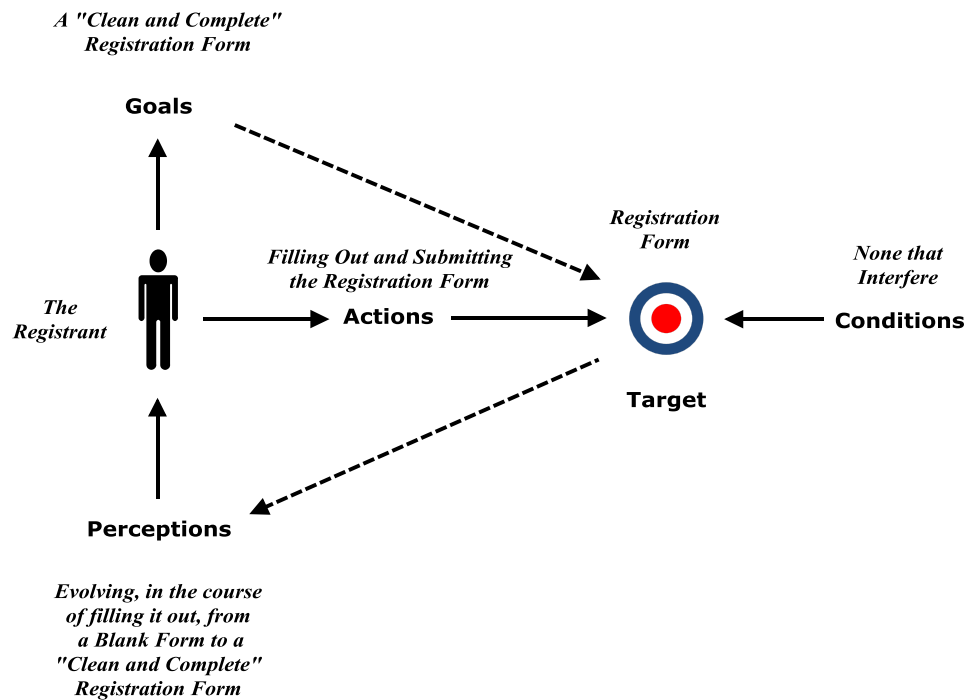 A "Clean and Complete"
Registration Form
Goals
Registration
Form
Filling Out and Submitting
the Registration Form
None that
Interfere
The
Registrant
Actions
Conditions
Target
Perceptions
Evolving, in the course
of filling it out, from
a Blank Form to a
"Clean and Complete"
Registration Form